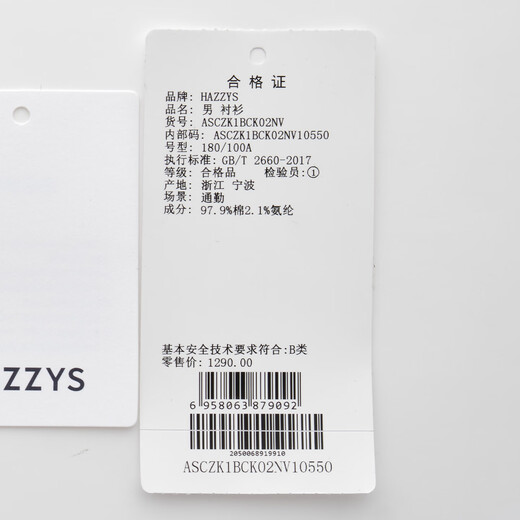 合格证
品牌: HAZZYS
品名: 男 衬衫
货号: ASCZK1BCK02NV
内部码: ASCZK1BCK02NV10550
号型: 180/100A
执行标准: GB/T 2660-2017
等级: 合格品 检验员:①
产地: 浙江 宁波
场景: 通勤
成分: 97.9%棉2.1%氨纶
ZZYS
基本安全技术要求符合:B类
零售价: 1290.00
6 958063 879092
2050068919910
ASCZK1BCK02NV10550